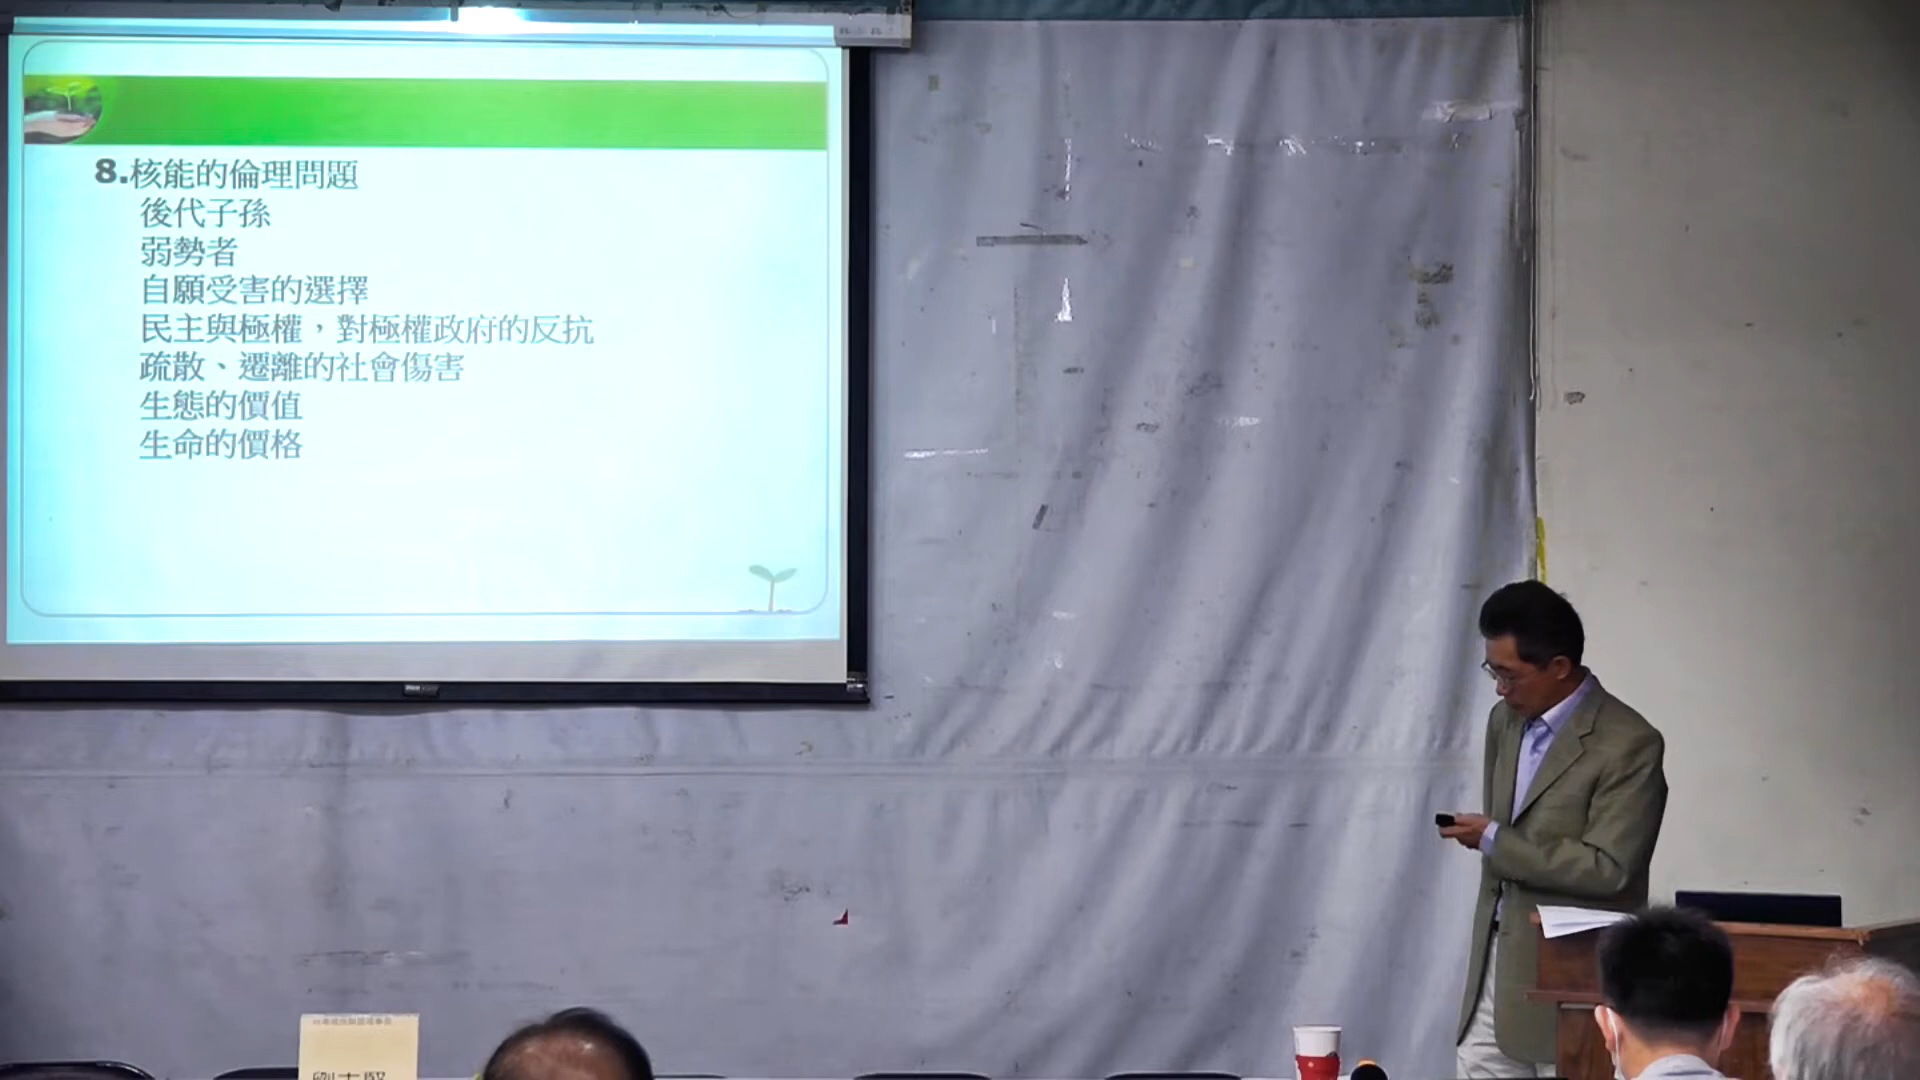 8.核能的倫理問題
後代子孫
弱勢者
自願受害的選擇
民主與極權，對極權政府的反抗
疏散、遷離的社會傷害
生態的價值
生命的價格